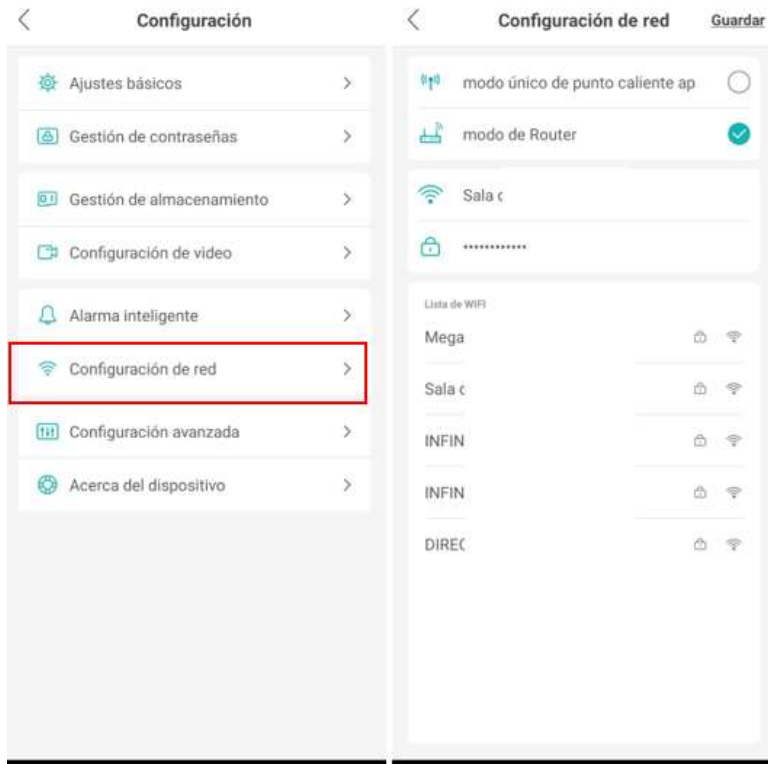 Configuración
Ajustes básicos
Gestión de contraseñas
Gestión de almacenamiento
Configuración de video
Alarma inteligente
Configuración de red
Configuración avanzada
Acerca del dispositivo
Configuración de red
Guardar
modo único de punto caliente ap
modo de Router
Sala
••••••••••••
Lista de WIFI
Mega
Sala
INFIN
INFIN
DIREC